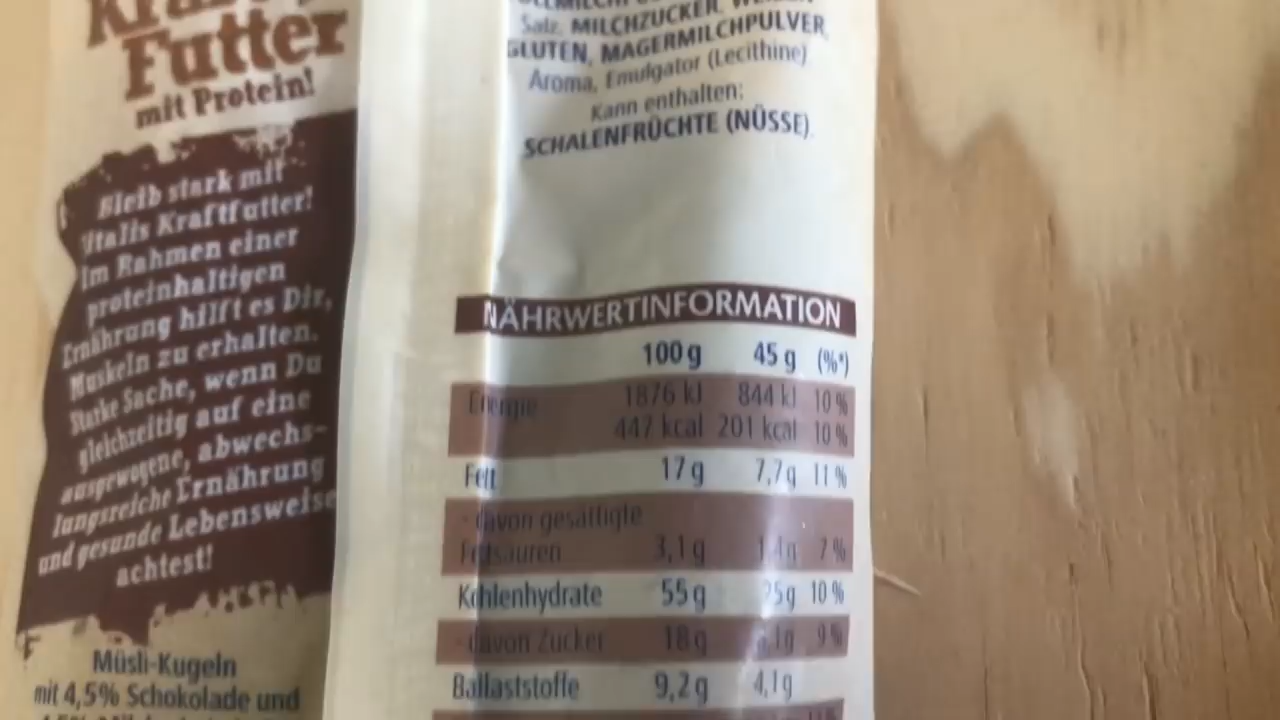 Futter
mit Protein!
Bleib stark mit
Vitalis Kraftfutter!
Im Rahmen einer
proteinhaltigen
Ernährung hilft es Dir,
Muskeln zu erhalten.
Starke Sache, wenn Du
gleichzeitig auf eine
ausgewogene, abwechs-
lungsreiche Ernährung
und gesunde Lebensweise
achtest!
Müsli-Kugeln
mit 4,5% Schokolade und
Salz, MILCHZUCKER,
GLUTEN, MAGERMILCHPULVER,
Aroma, Emulgator (Lecithine)
Kann enthalten:
SCHALENFRÜCHTE (NÜSSE).
NÄHRWERTINFORMATION
100 g 45 g (%*)
Energie 1876 kJ 844 kJ 10 %
447 kcal 201 kcal 10 %
Fett 17 g 7,7 g 11 %
- davon gesättigte
Fettsäuren 3,1 g 1,4 g 7 %
Kohlenhydrate 55 g 25 g 10 %
- davon Zucker 18 g 9 %
Ballaststoffe 9,2 g 4,1 g